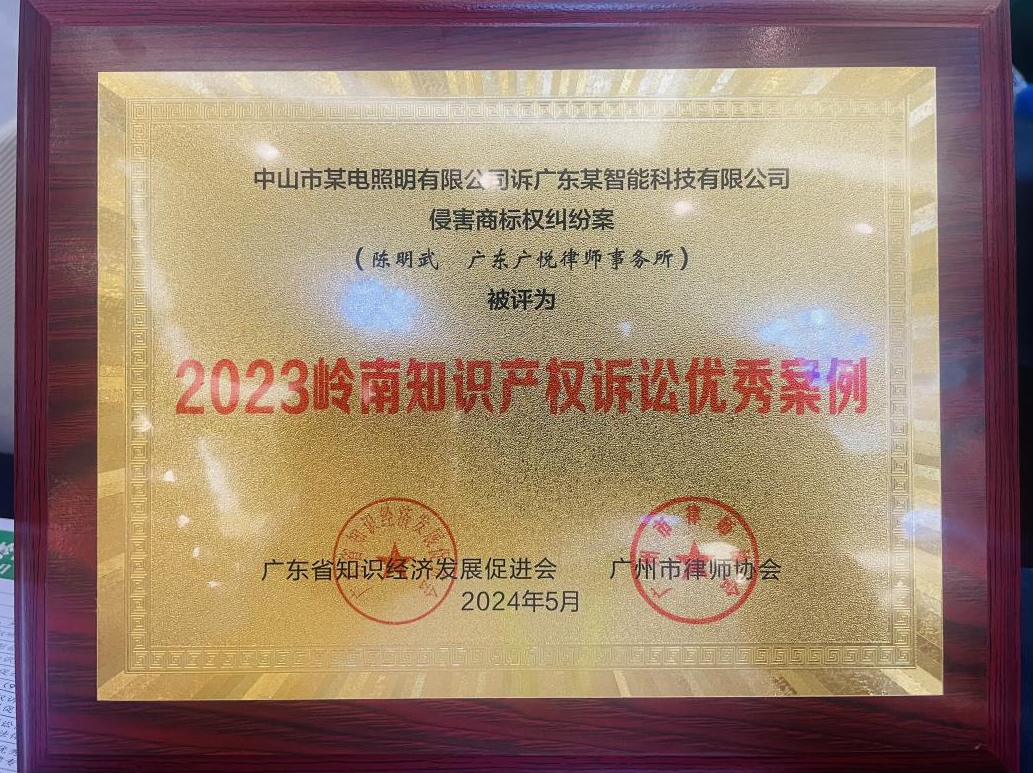 中山市某电照明有限公司诉广东某智能科技有限公司
侵害商标权纠纷案
（陈明武 广东广悦律师事务所）
被评为
2023岭南知识产权诉讼优秀案例
广东省知识经济发展促进会 广州市律师协会
2024年5月